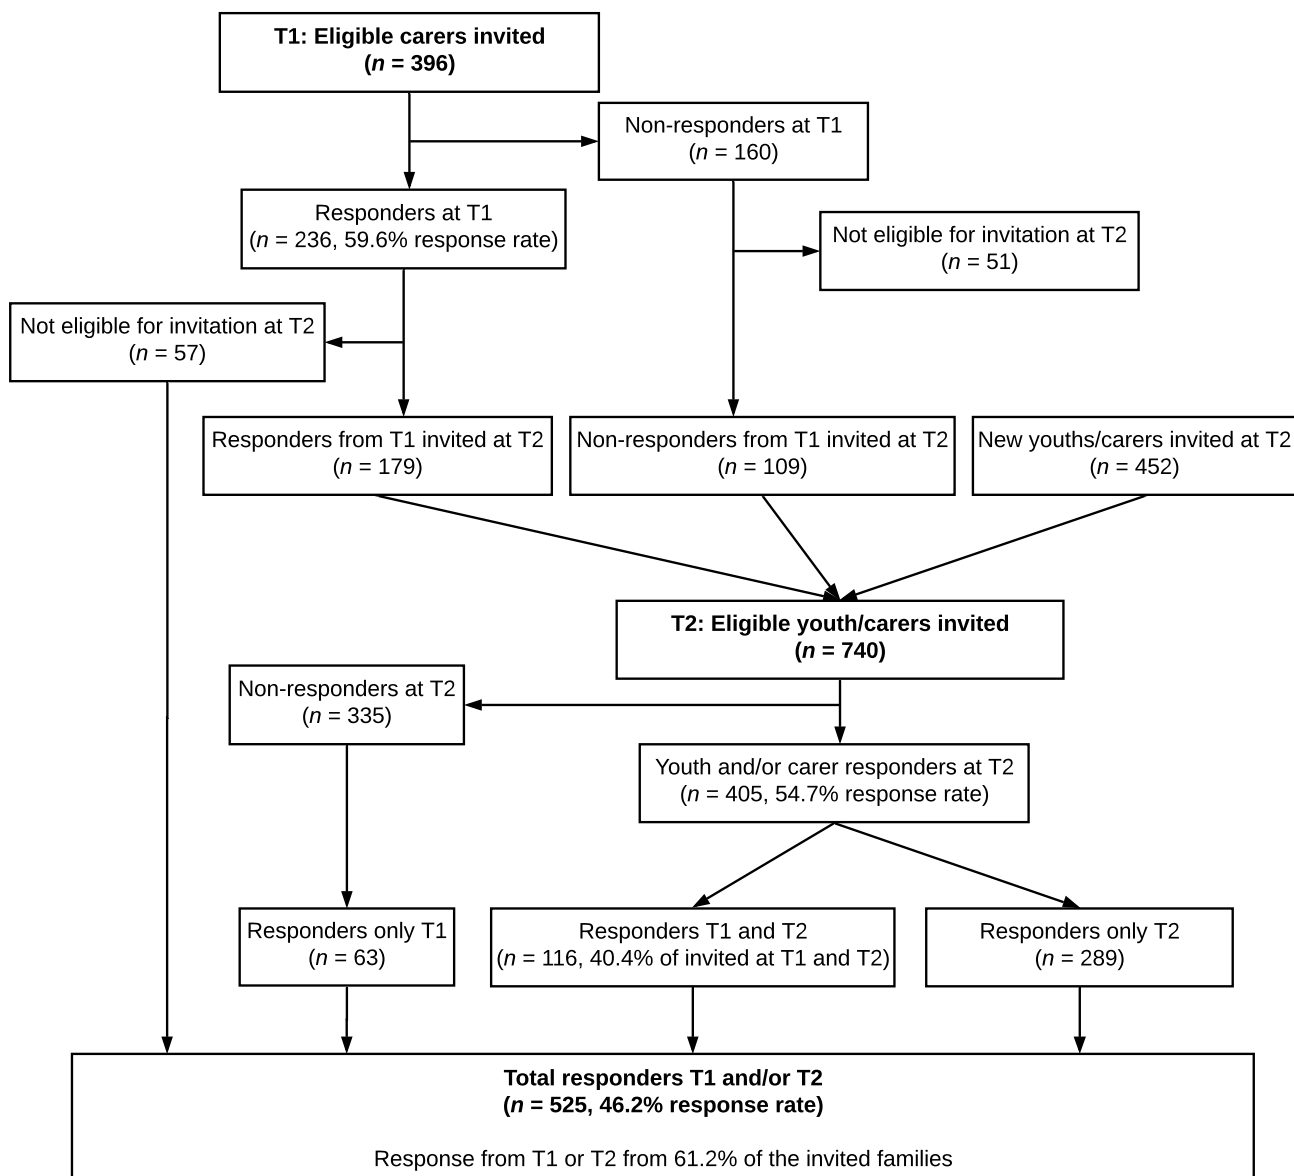 T1: Eligible carers invited
(n = 396)
Non-responders at T1
(n = 160)
Responders at T1
(n = 236, 59.6% response rate)
Not eligible for invitation at T2
(n = 51)
Not eligible for invitation at T2
(n = 57)
Responders from T1 invited at T2
(n = 179)
Non-responders from T1 invited at T2
(n = 109)
New youths/carers invited at T2
(n = 452)
T2: Eligible youth/carers invited
(n = 740)
Non-responders at T2
(n = 335)
Youth and/or carer responders at T2
(n = 405, 54.7% response rate)
Responders only T1
(n = 63)
Responders T1 and T2
(n = 116, 40.4% of invited at T1 and T2)
Responders only T2
(n = 289)
Total responders T1 and/or T2
(n = 525, 46.2% response rate)
Response from T1 or T2 from 61.2% of the invited families